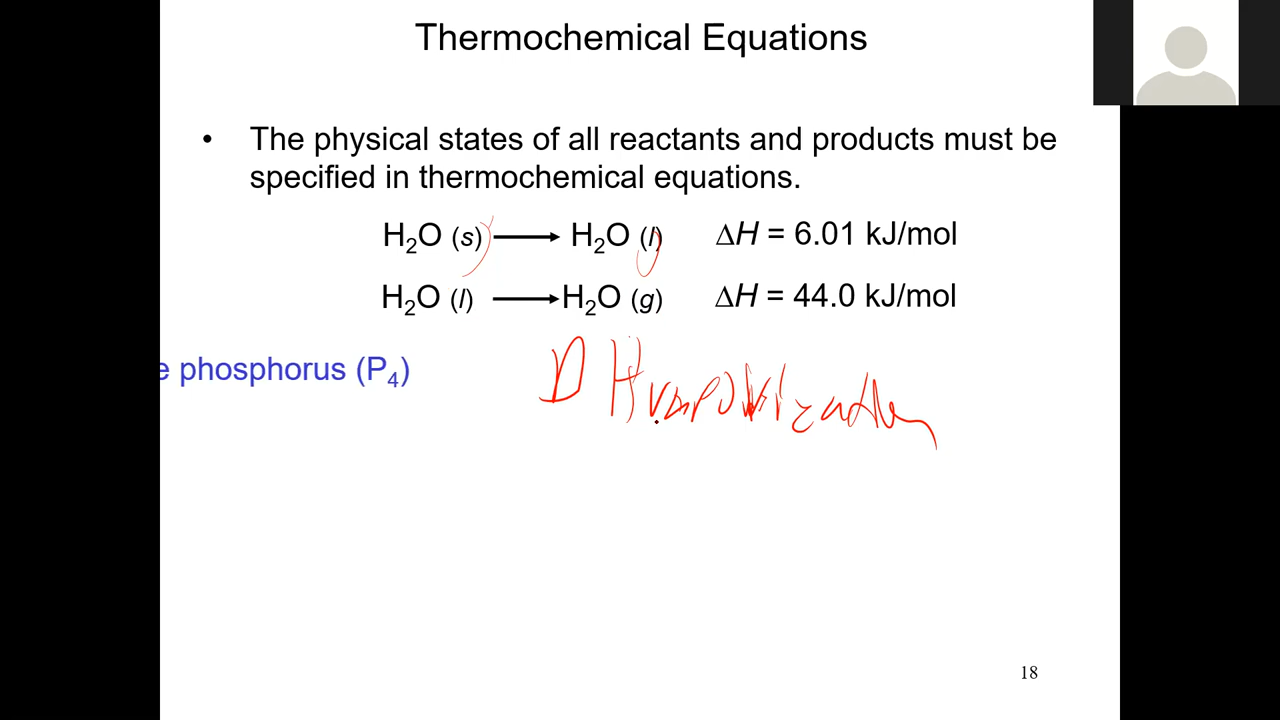 Thermochemical Equations
• The physical states of all reactants and products must be
specified in thermochemical equations.
H₂O (s) ⟶ H₂O (l) ΔH = 6.01 kJ/mol
H₂O (l) ⟶ H₂O (g) ΔH = 44.0 kJ/mol
e phosphorus (P₄)
D H vaporization
18